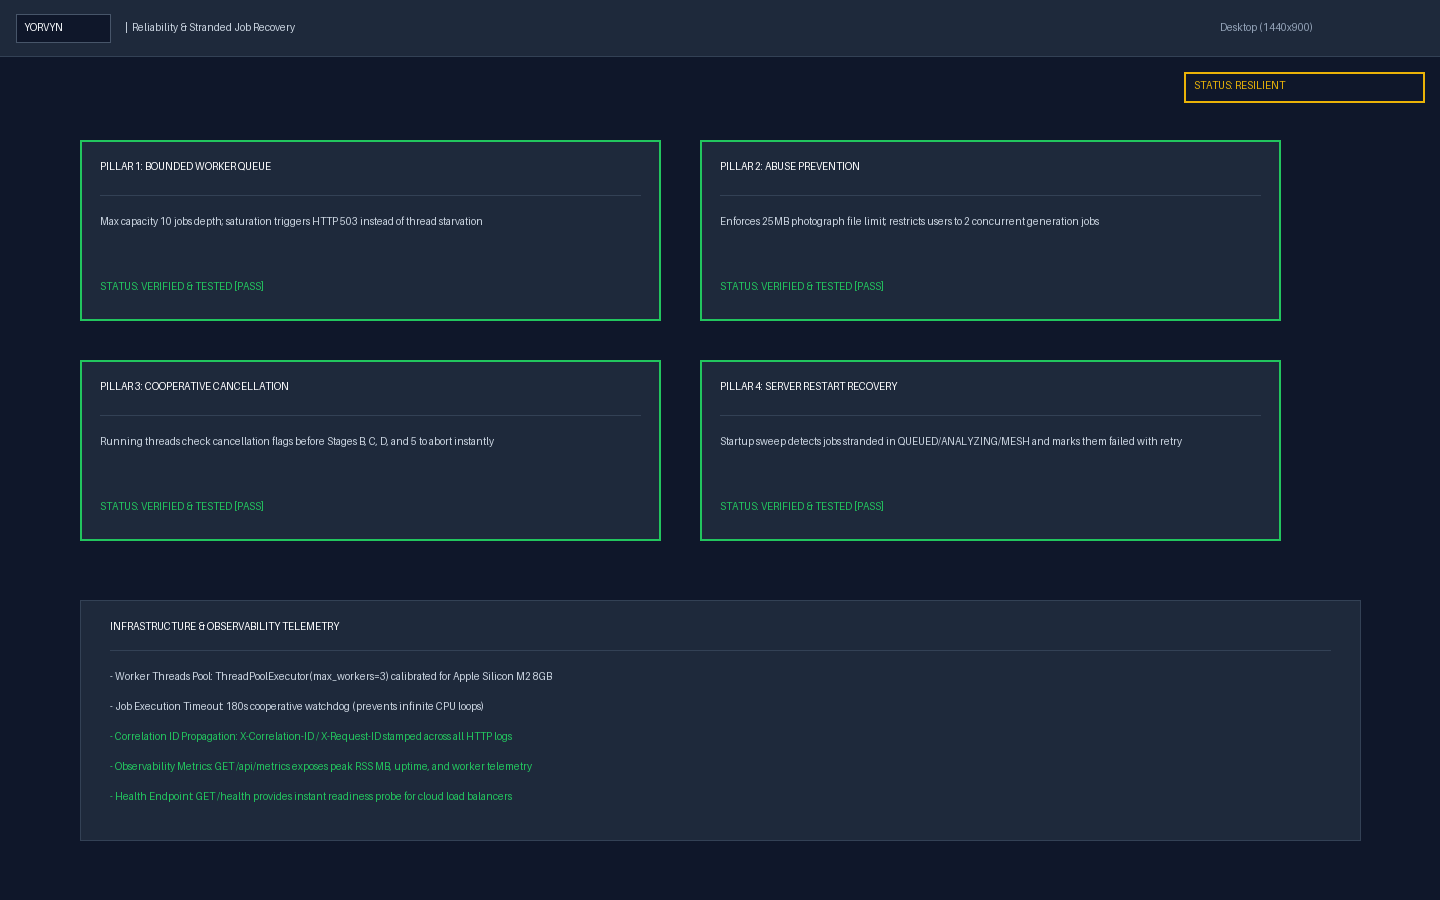 YORVYN
| Reliability & Stranded Job Recovery
Desktop (1440x900)
STATUS: RESILIENT
PILLAR 1: BOUNDED WORKER QUEUE
Max capacity 10 jobs depth; saturation triggers HTTP 503 instead of thread starvation
STATUS: VERIFIED & TESTED [PASS]
PILLAR 2: ABUSE PREVENTION
Enforces 25MB photograph file limit; restricts users to 2 concurrent generation jobs
STATUS: VERIFIED & TESTED [PASS]
PILLAR 3: COOPERATIVE CANCELLATION
Running threads check cancellation flags before Stages B, C, D, and 5 to abort instantly
STATUS: VERIFIED & TESTED [PASS]
PILLAR 4: SERVER RESTART RECOVERY
Startup sweep detects jobs stranded in QUEUED/ANALYZING/MESH and marks them failed with retry
STATUS: VERIFIED & TESTED [PASS]
INFRASTRUCTURE & OBSERVABILITY TELEMETRY
- Worker Threads Pool: ThreadPoolExecutor(max_workers=3) calibrated for Apple Silicon M2 8GB
- Job Execution Timeout: 180s cooperative watchdog (prevents infinite CPU loops)
- Correlation ID Propagation: X-Correlation-ID / X-Request-ID stamped across all HTTP logs
- Observability Metrics: GET /api/metrics exposes peak RSS MB, uptime, and worker telemetry
- Health Endpoint: GET /health provides instant readiness probe for cloud load balancers